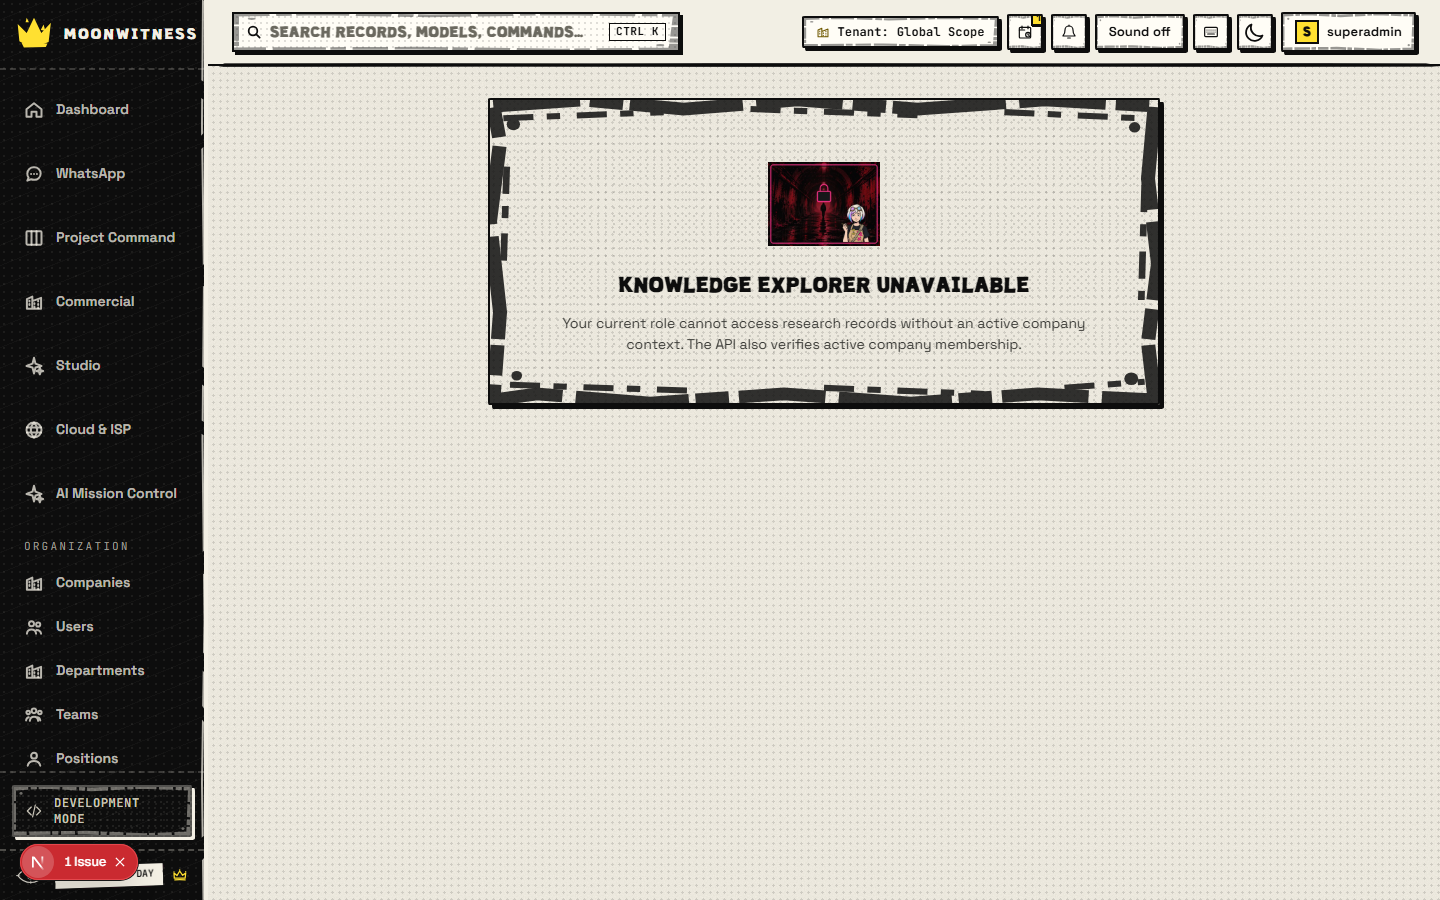 MOONWITNESS
SEARCH RECORDS, MODELS, COMMANDS…
CTRL K
Tenant: Global Scope
Sound off
S
superadmin
Dashboard
WhatsApp
Project Command
Commercial
Studio
Cloud & ISP
AI Mission Control
ORGANIZATION
Companies
Users
Departments
Teams
Positions
DEVELOPMENT
MODE
N
1 Issue
DAY
KNOWLEDGE EXPLORER UNAVAILABLE
Your current role cannot access research records without an active company
context. The API also verifies active company membership.